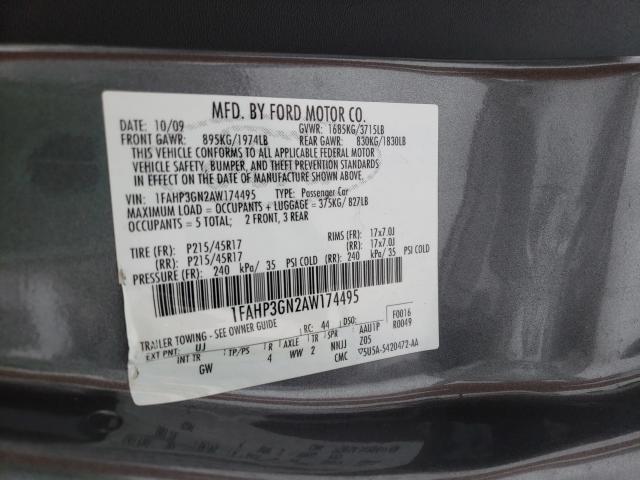 MFD. BY FORD MOTOR CO.
DATE: 10/09 GVWR: 1685KG/3715LB
FRONT GAWR: 895KG/1974LB REAR GAWR: 830KG/1830LB
THIS VEHICLE CONFORMS TO ALL APPLICABLE FEDERAL MOTOR
VEHICLE SAFETY, BUMPER, AND THEFT PREVENTION STANDARDS
IN EFFECT ON THE DATE OF MANUFACTURE SHOWN ABOVE.
VIN: 1FAHP3GN2AW174495 TYPE: Passenger Car
MAXIMUM LOAD = OCCUPANTS + LUGGAGE = 375KG/ 827LB
OCCUPANTS = 5 TOTAL; 2 FRONT, 3 REAR
TIRE (FR): P215/45R17 RIMS (FR): 17x7.0J
(RR): P215/45R17 (RR): 17x7.0J
PRESSURE (FR): 240 kPa/ 35 PSI COLD (RR): 240 kPa/ 35 PSI COLD
1FAHP3GN2AW174495
TRAILER TOWING - SEE OWNER GUIDE RC: 44 DSO: F0016
EXT PNT: UJ R AXLE TR SPR AAU1P R0049
INT TR TP/PS 4 WW 2 NNJJ Z05
GW CMC 5U5A-5420472-AA